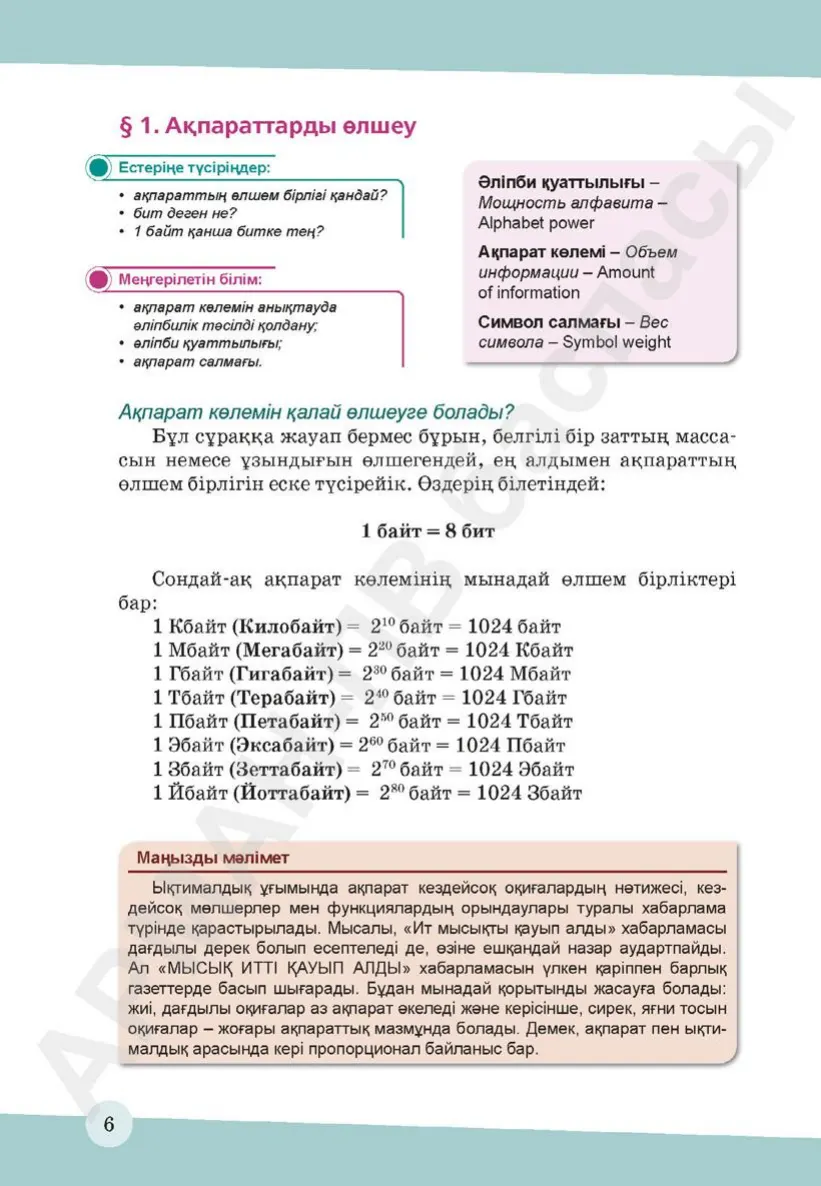 § 1. Ақпараттарды өлшеу
Естеріңе түсіріңдер:
• ақпараттың өлшем бірлігі қандай?
• бит деген не?
• 1 байт қанша битке тең?
Меңгерілетін білім:
• ақпарат көлемін анықтауда
әліпбилік тәсілді қолдану;
• әліпби қуаттылығы;
• ақпарат салмағы.
Әліпби қуаттылығы –
Мощность алфавита –
Alphabet power
Ақпарат көлемі – Объем
информации – Amount
of information
Символ салмағы – Вес
символа – Symbol weight
Ақпарат көлемін қалай өлшеуге болады?
Бұл сұраққа жауап бермес бұрын, белгілі бір заттың масса-
сын немесе ұзындығын өлшегендей, ең алдымен ақпараттың
өлшем бірлігін еске түсірейік. Өздерің білетіндей:
1 байт = 8 бит
Сондай-ақ ақпарат көлемінің мынадай өлшем бірліктері
бар:
1 Кбайт (Килобайт) = 2¹⁰ байт = 1024 байт
1 Мбайт (Мегабайт) = 2²⁰ байт = 1024 Кбайт
1 Гбайт (Гигабайт) = 2³⁰ байт = 1024 Мбайт
1 Тбайт (Терабайт) = 2⁴⁰ байт = 1024 Гбайт
1 Пбайт (Петабайт) = 2⁵⁰ байт = 1024 Тбайт
1 Эбайт (Эксабайт) = 2⁶⁰ байт = 1024 Пбайт
1 Збайт (Зеттабайт) = 2⁷⁰ байт = 1024 Эбайт
1 Йбайт (Йоттабайт) = 2⁸⁰ байт = 1024 Збайт
Маңызды мәлімет
Ықтималдық ұғымында ақпарат кездейсоқ оқиғалардың нәтижесі, кез-
дейсоқ мөлшерлер мен функциялардың орындаулары туралы хабарлама
түрінде қарастырылады. Мысалы, «Ит мысықты қауып алды» хабарламасы
дағдылы дерек болып есептеледі де, өзіне ешқандай назар аудартпайды.
Ал «МЫСЫҚ ИТТІ ҚАУЫП АЛДЫ» хабарламасын үлкен қаріппен барлық
газеттерде басып шығарады. Бұдан мынадай қорытынды жасауға болады:
жиі, дағдылы оқиғалар аз ақпарат әкеледі және керісінше, сирек, яғни тосын
оқиғалар – жоғары ақпараттық мазмұнда болады. Демек, ақпарат пен ықти-
малдық арасында кері пропорционал байланыс бар.
6
АРМАН-ПВ баспасы